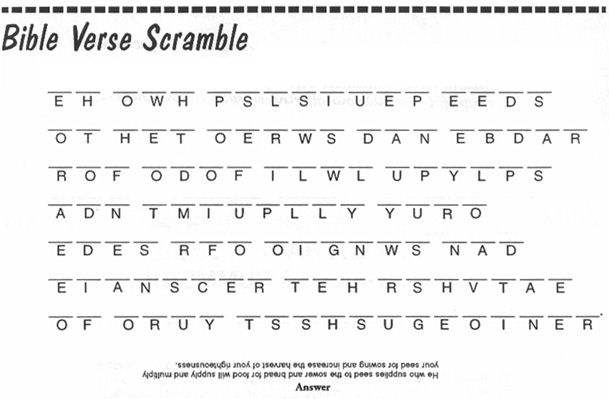 Bible Verse Scramble
EH OWH PSLSIUEP EEDS
OT HET OERWS DAN EBDAR
ROF ODOF ILWL UPYLPS
ADN TMIUPLLY YURO
EDES RFO OIGNWS NAD
EIANSCER TEH RSHVTAE
OF ORUY TSSHSUGEOINER.
He who supplies seed to the sower and bread for food will supply and multiply
your seed for sowing and increase the harvest of your righteousness.
Answer